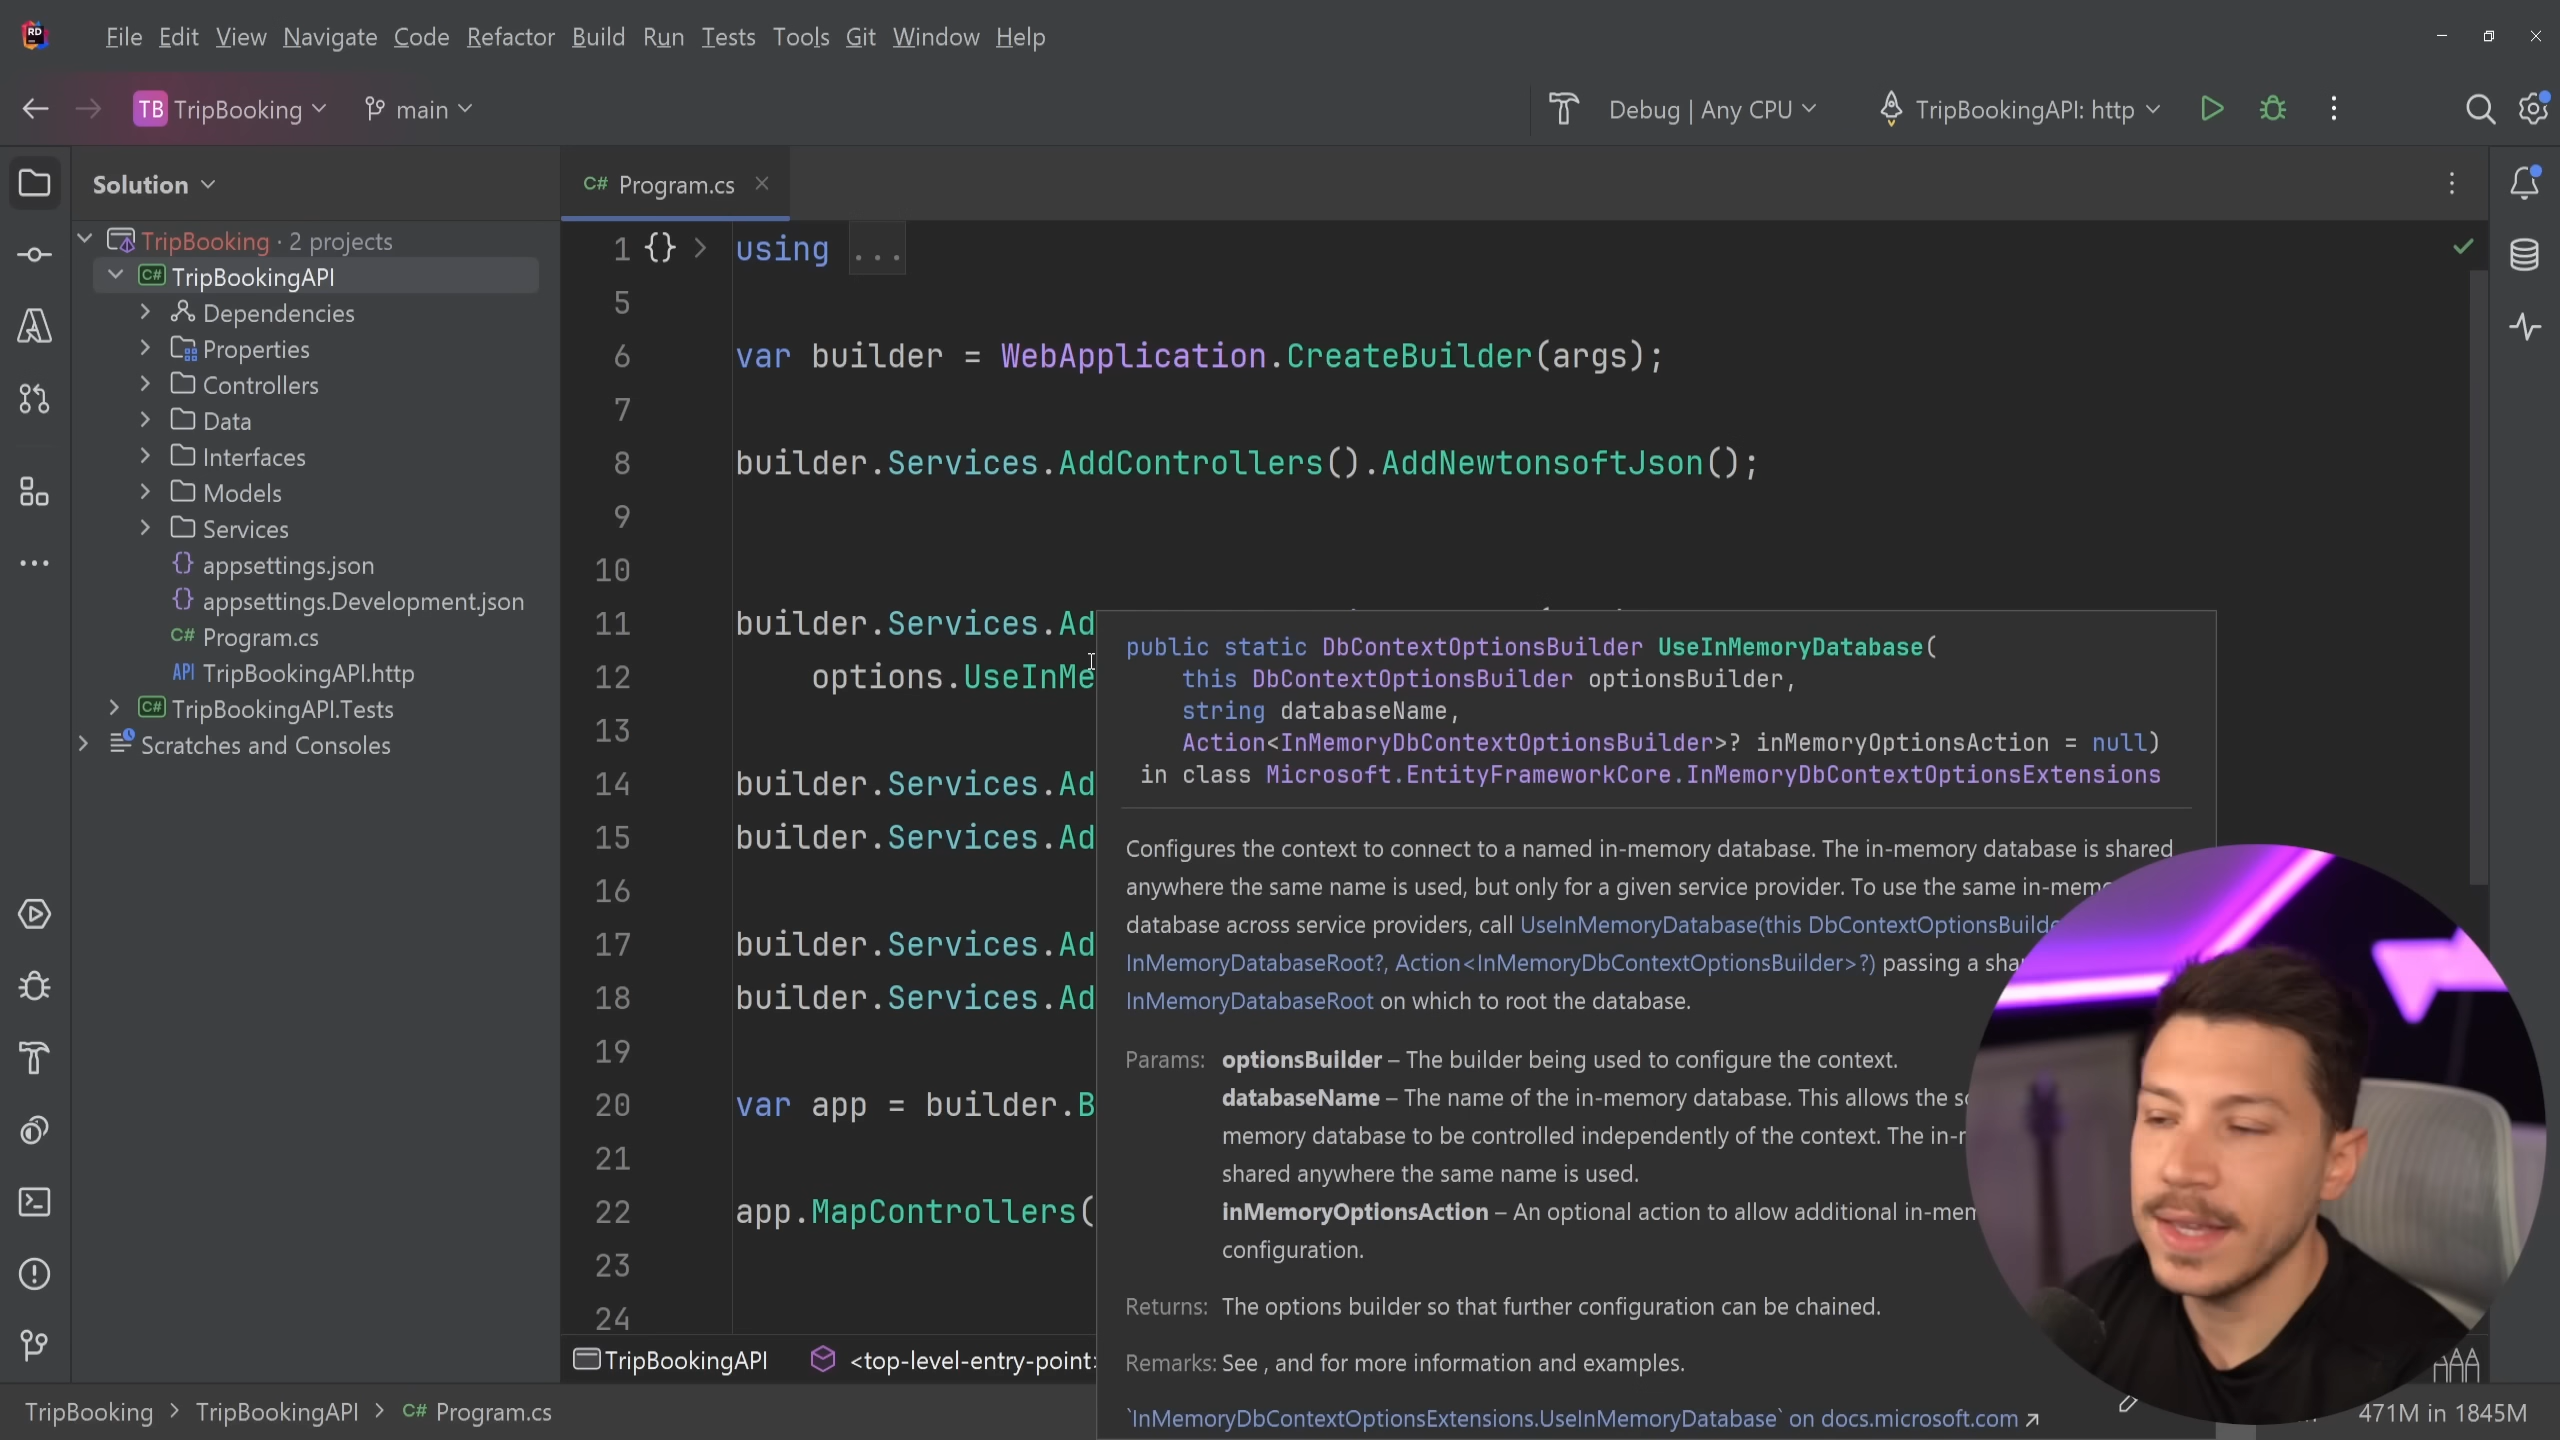 RD File Edit View Navigate Code Refactor Build Run Tests Tools Git Window Help
TB TripBooking main Debug | Any CPU TripBookingAPI: http
Solution
C# Program.cs
TripBooking · 2 projects
C# TripBookingAPI
Dependencies
Properties
Controllers
Data
Interfaces
Models
Services
{} appsettings.json
{} appsettings.Development.json
C# Program.cs
API TripBookingAPI.http
C# TripBookingAPI.Tests
Scratches and Consoles
1 {} using ...
5
6 var builder = WebApplication.CreateBuilder(args);
7
8 builder.Services.AddControllers().AddNewtonsoftJson();
9
10
11 builder.Services.Ad
12 options.UseInMe
13
14 builder.Services.Ad
15 builder.Services.Ad
16
17 builder.Services.Ad
18 builder.Services.Ad
19
20 var app = builder.B
21
22 app.MapControllers(
23
24
public static DbContextOptionsBuilder UseInMemoryDatabase(
this DbContextOptionsBuilder optionsBuilder,
string databaseName,
Action<InMemoryDbContextOptionsBuilder>? inMemoryOptionsAction = null)
in class Microsoft.EntityFrameworkCore.InMemoryDbContextOptionsExtensions
Configures the context to connect to a named in-memory database. The in-memory database is shared
anywhere the same name is used, but only for a given service provider. To use the same in-memo
database across service providers, call UseInMemoryDatabase(this DbContextOptionsBuilde
InMemoryDatabaseRoot?, Action<InMemoryDbContextOptionsBuilder>?) passing a sha
InMemoryDatabaseRoot on which to root the database.
Params: optionsBuilder – The builder being used to configure the context.
databaseName – The name of the in-memory database. This allows the sc
memory database to be controlled independently of the context. The in-r
shared anywhere the same name is used.
inMemoryOptionsAction – An optional action to allow additional in-mem
configuration.
Returns: The options builder so that further configuration can be chained.
Remarks: See , and for more information and examples.
`InMemoryDbContextOptionsExtensions.UseInMemoryDatabase` on docs.microsoft.com
TripBookingAPI <top-level-entry-point>
TripBooking > TripBookingAPI > C# Program.cs
471M in 1845M